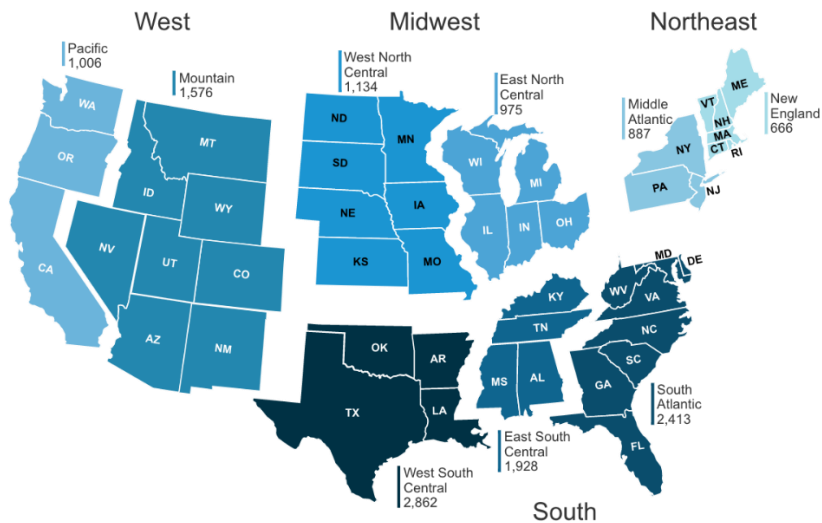 West
Midwest
Northeast
Pacific
1,006
Mountain
1,576
West North
Central
1,134
East North
Central
975
Middle
Atlantic
887
New
England
666
WA
OR
CA
MT
ID
WY
NV
UT
CO
AZ
NM
ND
SD
NE
KS
MN
IA
MO
WI
MI
IL
IN
OH
ME
VT
NH
MA
CT
RI
NY
PA
NJ
MD
DE
WV
VA
KY
TN
NC
SC
MS
AL
GA
FL
OK
AR
TX
LA
South
Atlantic
2,413
East South
Central
1,928
West South
Central
2,862
South